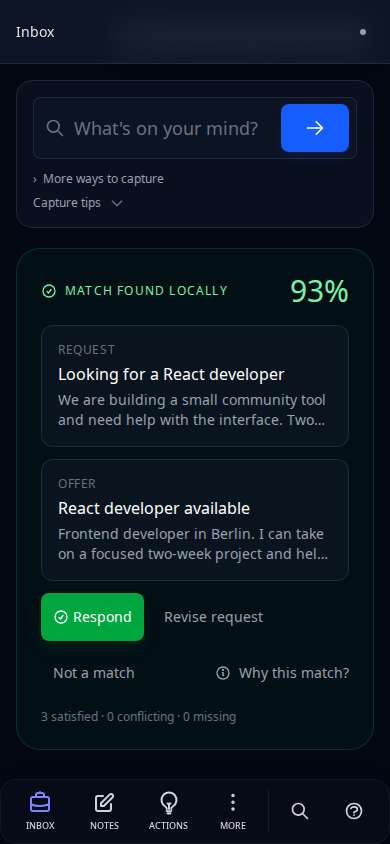 Inbox
What's on your mind?
› More ways to capture
Capture tips
MATCH FOUND LOCALLY
93%
REQUEST
Looking for a React developer
We are building a small community tool
and need help with the interface. Two…
OFFER
React developer available
Frontend developer in Berlin. I can take
on a focused two-week project and hel…
Respond
Revise request
Not a match
Why this match?
3 satisfied · 0 conflicting · 0 missing
INBOX
NOTES
ACTIONS
MORE